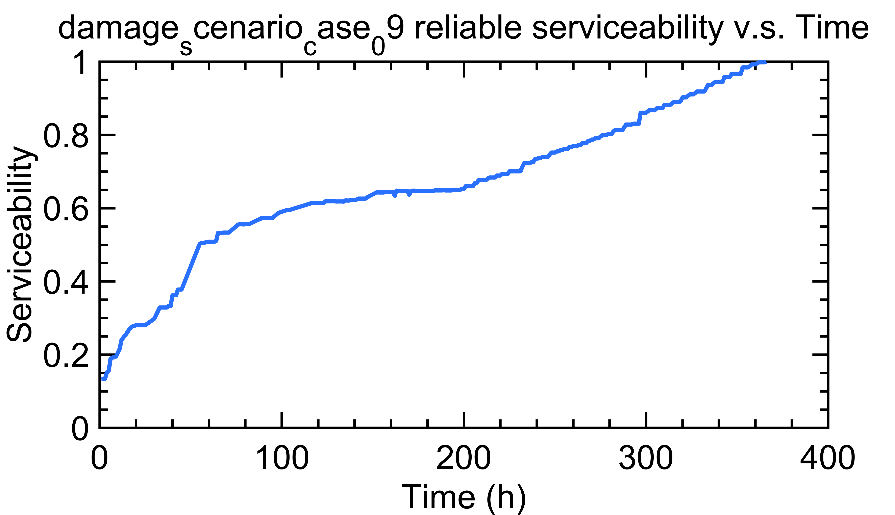 damage_scenario_case_09 reliable serviceability v.s. Time
1
0.8
0.6
0.4
0.2
0
Serviceability
0 100 200 300 400
Time (h)